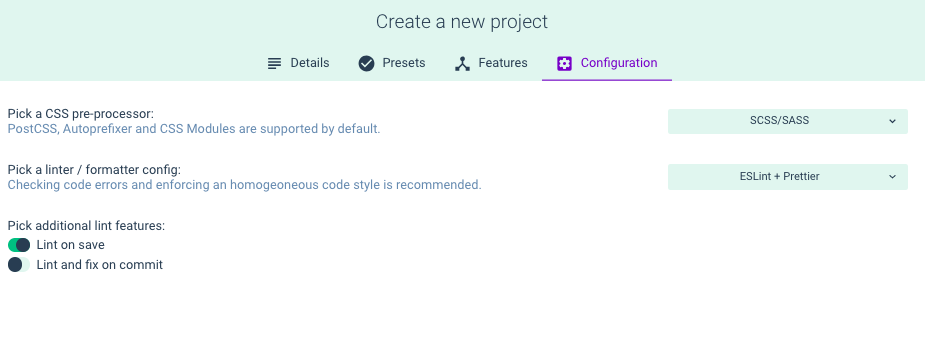 Create a new project
Details
Presets
Features
Configuration
Pick a CSS pre-processor:
PostCSS, Autoprefixer and CSS Modules are supported by default.
SCSS/SASS
Pick a linter / formatter config:
Checking code errors and enforcing an homogeoneous code style is recommended.
ESLint + Prettier
Pick additional lint features:
Lint on save
Lint and fix on commit